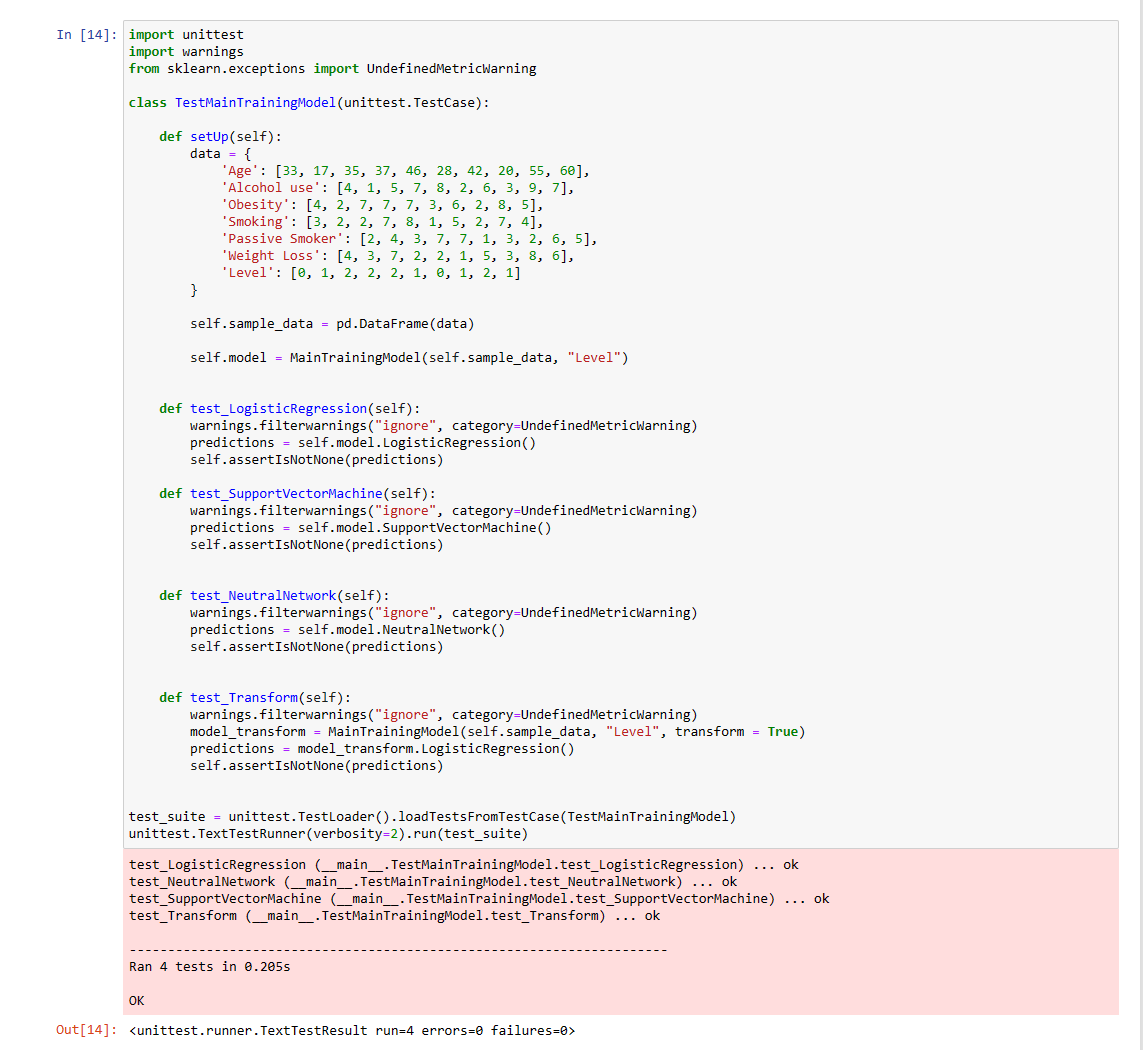 In [14]: import unittest
import warnings
from sklearn.exceptions import UndefinedMetricWarning
class TestMainTrainingModel(unittest.TestCase):
def setUp(self):
data = {
'Age': [33, 17, 35, 37, 46, 28, 42, 20, 55, 60],
'Alcohol use': [4, 1, 5, 7, 8, 2, 6, 3, 9, 7],
'Obesity': [4, 2, 7, 7, 7, 3, 6, 2, 8, 5],
'Smoking': [3, 2, 2, 7, 8, 1, 5, 2, 7, 4],
'Passive Smoker': [2, 4, 3, 7, 7, 1, 3, 2, 6, 5],
'Weight Loss': [4, 3, 7, 2, 2, 1, 5, 3, 8, 6],
'Level': [0, 1, 2, 2, 2, 1, 0, 1, 2, 1]
}
self.sample_data = pd.DataFrame(data)
self.model = MainTrainingModel(self.sample_data, "Level")
def test_LogisticRegression(self):
warnings.filterwarnings("ignore", category=UndefinedMetricWarning)
predictions = self.model.LogisticRegression()
self.assertIsNotNone(predictions)
def test_SupportVectorMachine(self):
warnings.filterwarnings("ignore", category=UndefinedMetricWarning)
predictions = self.model.SupportVectorMachine()
self.assertIsNotNone(predictions)
def test_NeutralNetwork(self):
warnings.filterwarnings("ignore", category=UndefinedMetricWarning)
predictions = self.model.NeutralNetwork()
self.assertIsNotNone(predictions)
def test_Transform(self):
warnings.filterwarnings("ignore", category=UndefinedMetricWarning)
model_transform = MainTrainingModel(self.sample_data, "Level", transform = True)
predictions = model_transform.LogisticRegression()
self.assertIsNotNone(predictions)
test_suite = unittest.TestLoader().loadTestsFromTestCase(TestMainTrainingModel)
unittest.TextTestRunner(verbosity=2).run(test_suite)
test_LogisticRegression (__main__.TestMainTrainingModel.test_LogisticRegression) ... ok
test_NeutralNetwork (__main__.TestMainTrainingModel.test_NeutralNetwork) ... ok
test_SupportVectorMachine (__main__.TestMainTrainingModel.test_SupportVectorMachine) ... ok
test_Transform (__main__.TestMainTrainingModel.test_Transform) ... ok
----------------------------------------------------------------------
Ran 4 tests in 0.205s
OK
Out[14]: <unittest.runner.TextTestResult run=4 errors=0 failures=0>